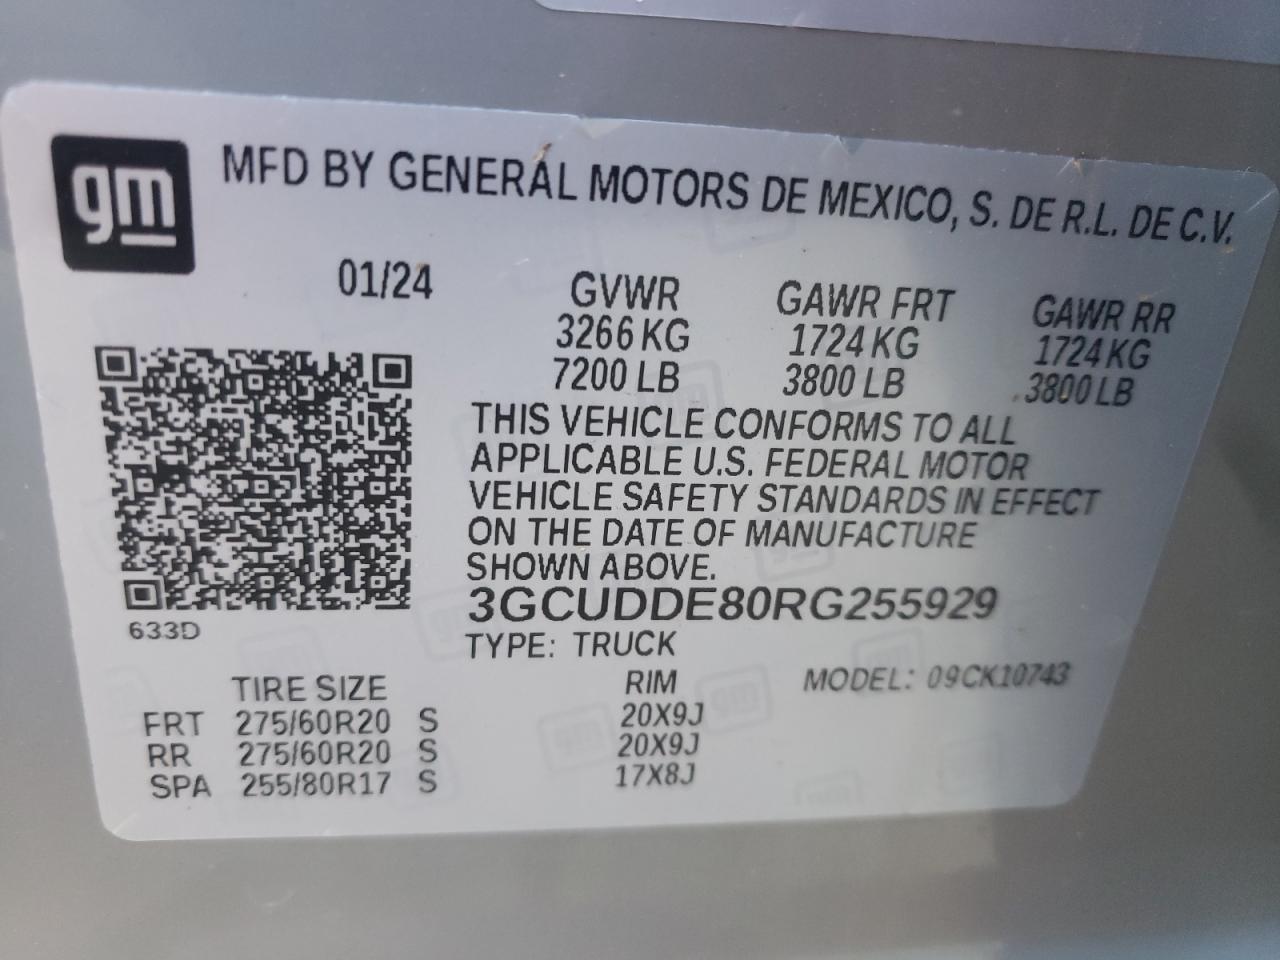 gm
MFD BY GENERAL MOTORS DE MEXICO, S. DE R.L. DE C.V.
01/24
GVWR GAWR FRT GAWR RR
3266 KG 1724 KG 1724 KG
7200 LB 3800 LB 3800 LB
THIS VEHICLE CONFORMS TO ALL
APPLICABLE U.S. FEDERAL MOTOR
VEHICLE SAFETY STANDARDS IN EFFECT
ON THE DATE OF MANUFACTURE
SHOWN ABOVE.
3GCUDDE80RG255929
633D
TYPE: TRUCK
MODEL: 09CK10743
TIRE SIZE RIM
FRT 275/60R20 S 20X9J
RR 275/60R20 S 20X9J
SPA 255/80R17 S 17X8J